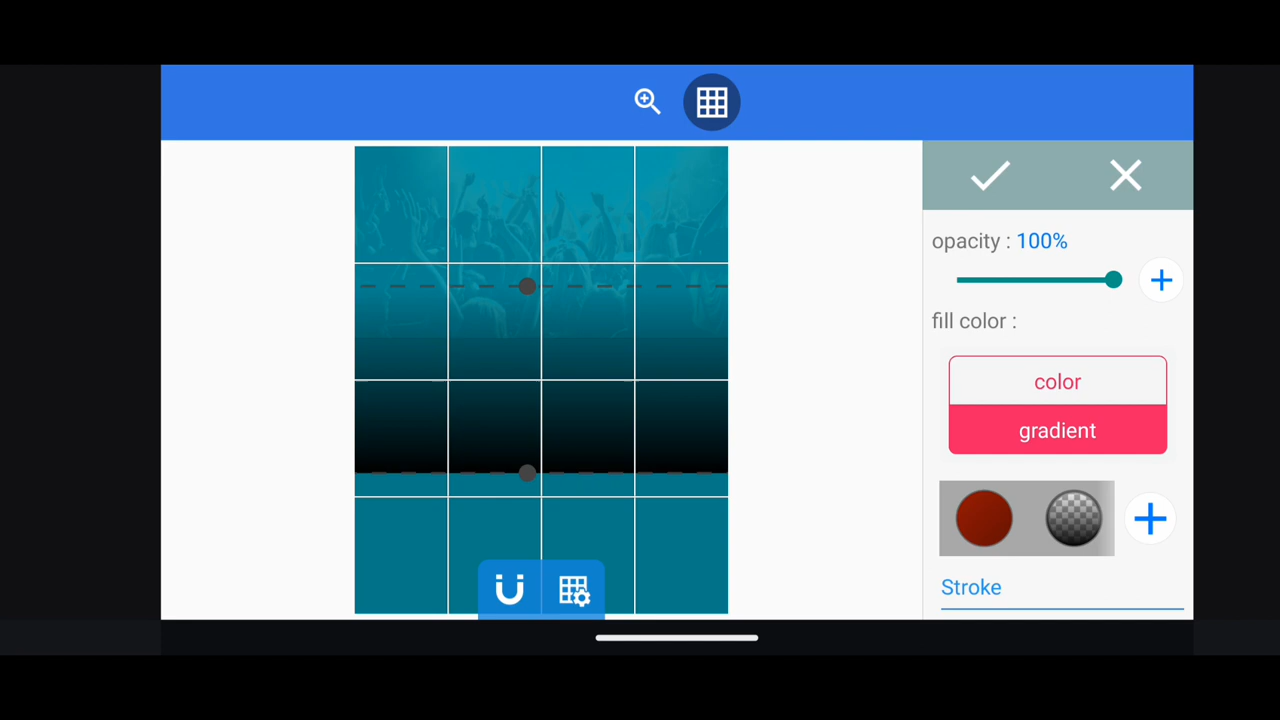 opacity : 100%
fill color :
color
gradient
Stroke